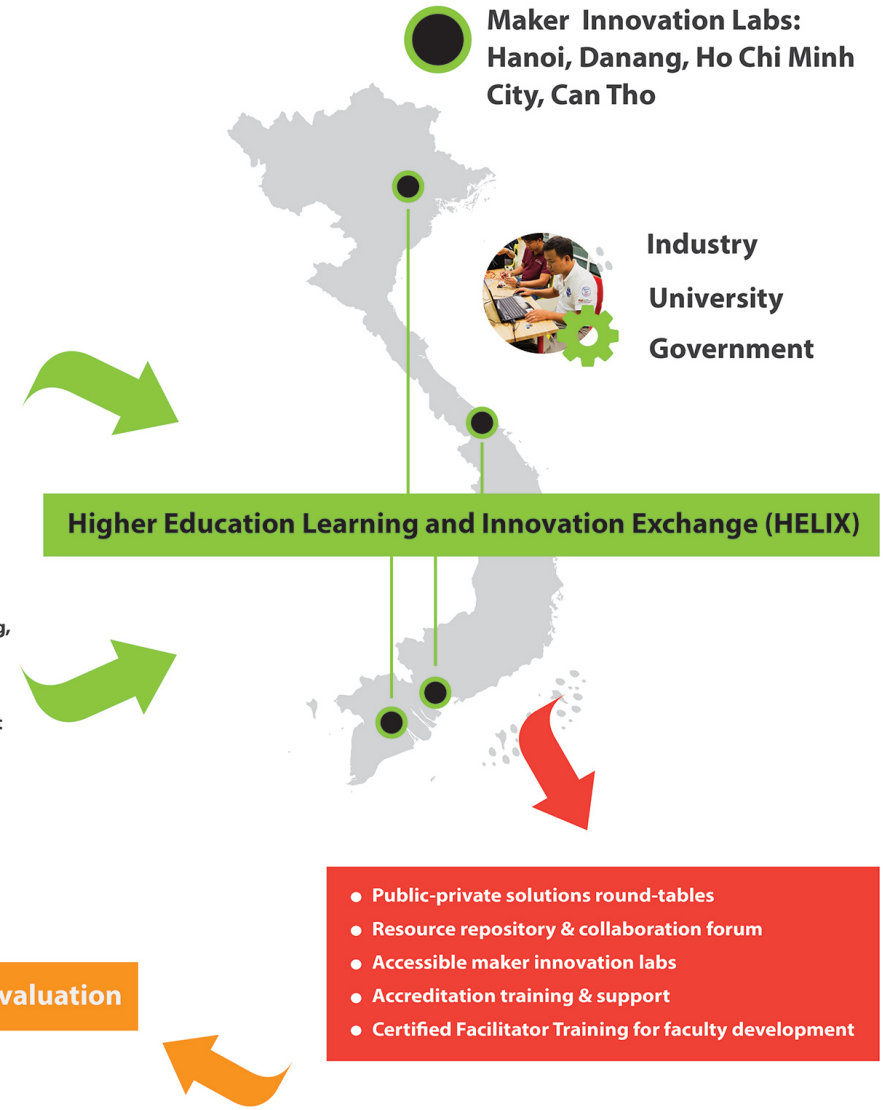 Maker Innovation Labs:
Hanoi, Danang, Ho Chi Minh
City, Can Tho
Industry
University
Government
Higher Education Learning and Innovation Exchange (HELIX)
g,
Public-private solutions round-tables
Resource repository & collaboration forum
Accessible maker innovation labs
Accreditation training & support
Certified Facilitator Training for faculty development
valuation